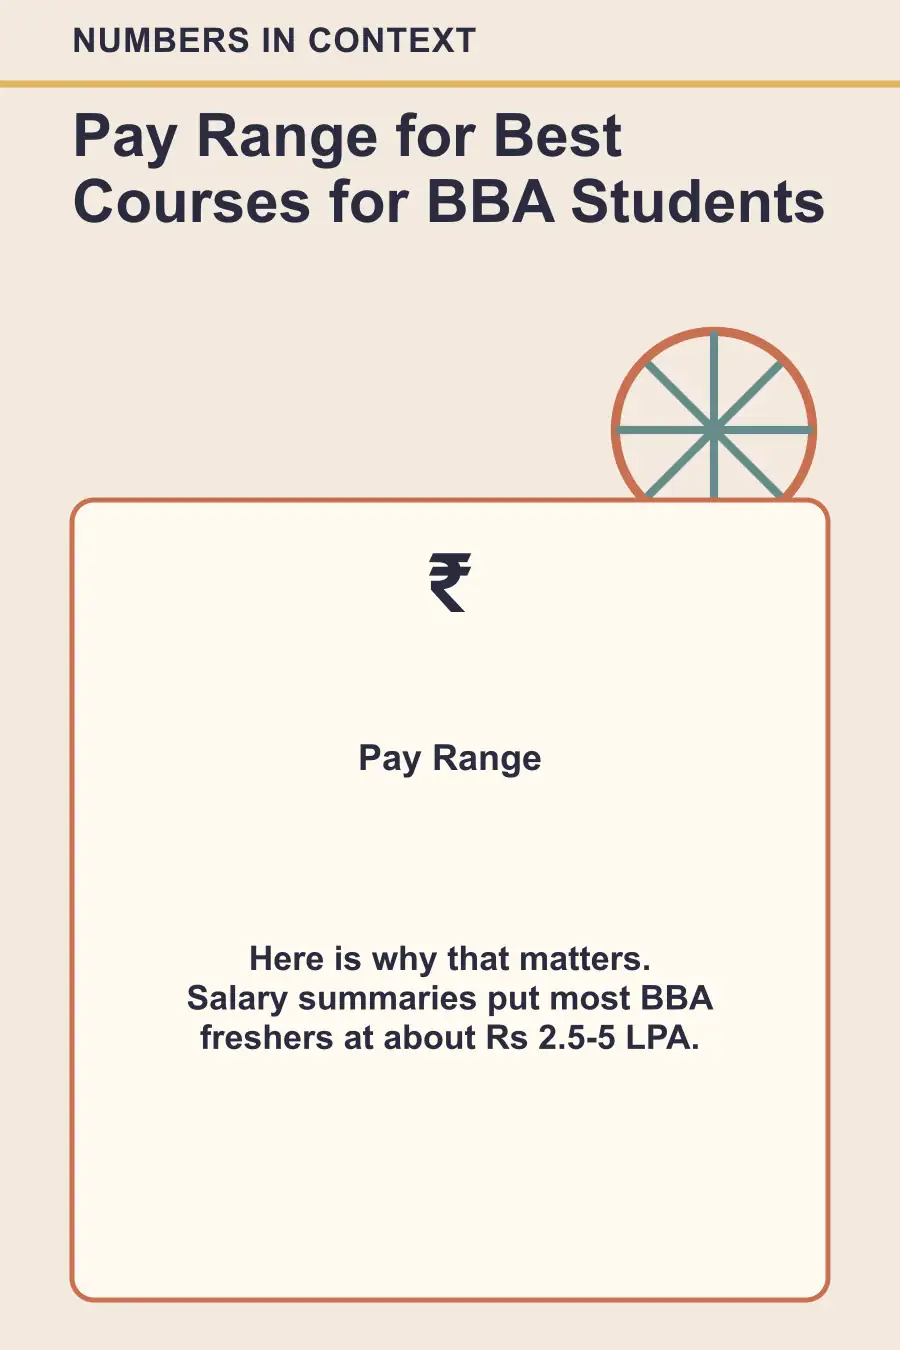 NUMBERS IN CONTEXT
Pay Range for Best
Courses for BBA Students
₹
Pay Range
Here is why that matters.
Salary summaries put most BBA
freshers at about Rs 2.5-5 LPA.